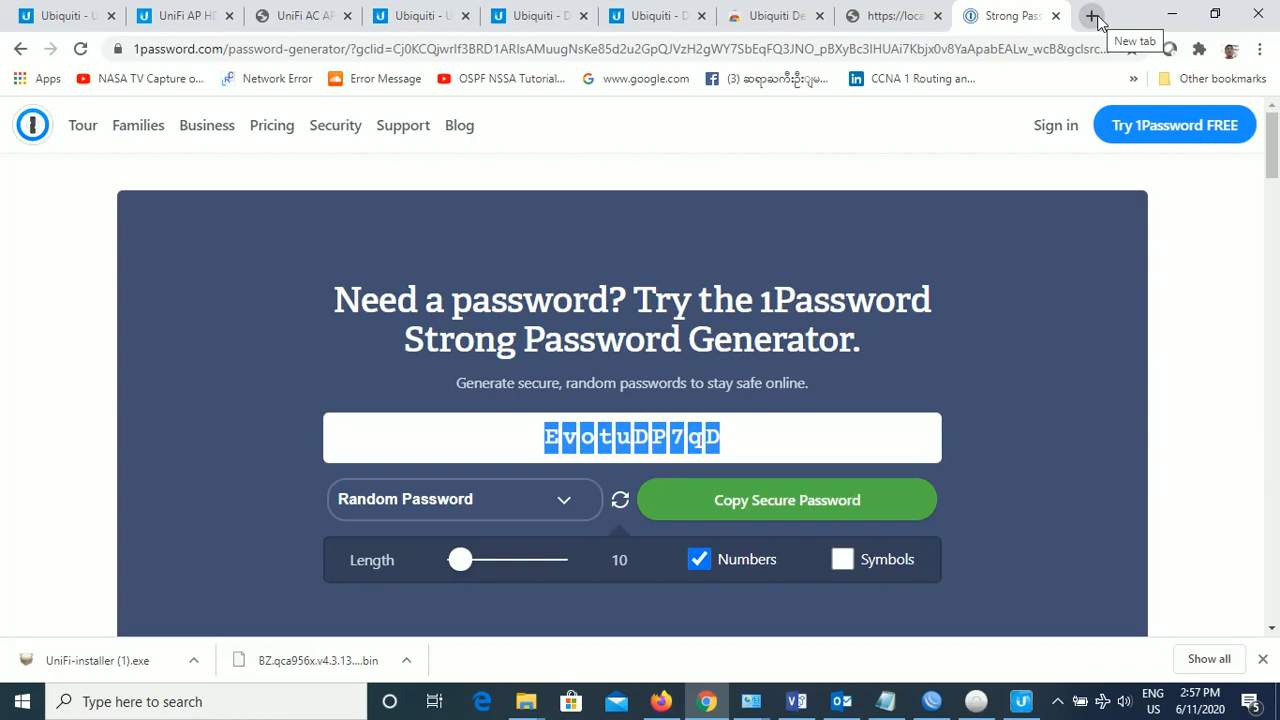 Ubiquiti - U
UniFi AP HD
UniFi AC AP
Ubiquiti - U
Ubiquiti - D
Ubiquiti - D
Ubiquiti De
https://loca
Strong Pas
New tab
1password.com/password-generator/?gclid=Cj0KCQ
Apps
NASA TV Capture o...
Network Error
Error Message
OSPF NSSA Tutorial...
www.google.com
CCNA 1 Routing an...
»
Other bookmarks
Tour
Families
Business
Pricing
Security
Support
Blog
Sign in
Try 1Password FREE
Need a password? Try the 1Password
Strong Password Generator.
Generate secure, random passwords to stay safe online.
EvotuDP7qD
Random Password
Copy Secure Password
Length
10
Numbers
Symbols
UniFi-installer (1).exe
BZ.qca956x.v4.3.13....bin
Show all
Type here to search
ENG
US
2:57 PM
6/11/2020
5